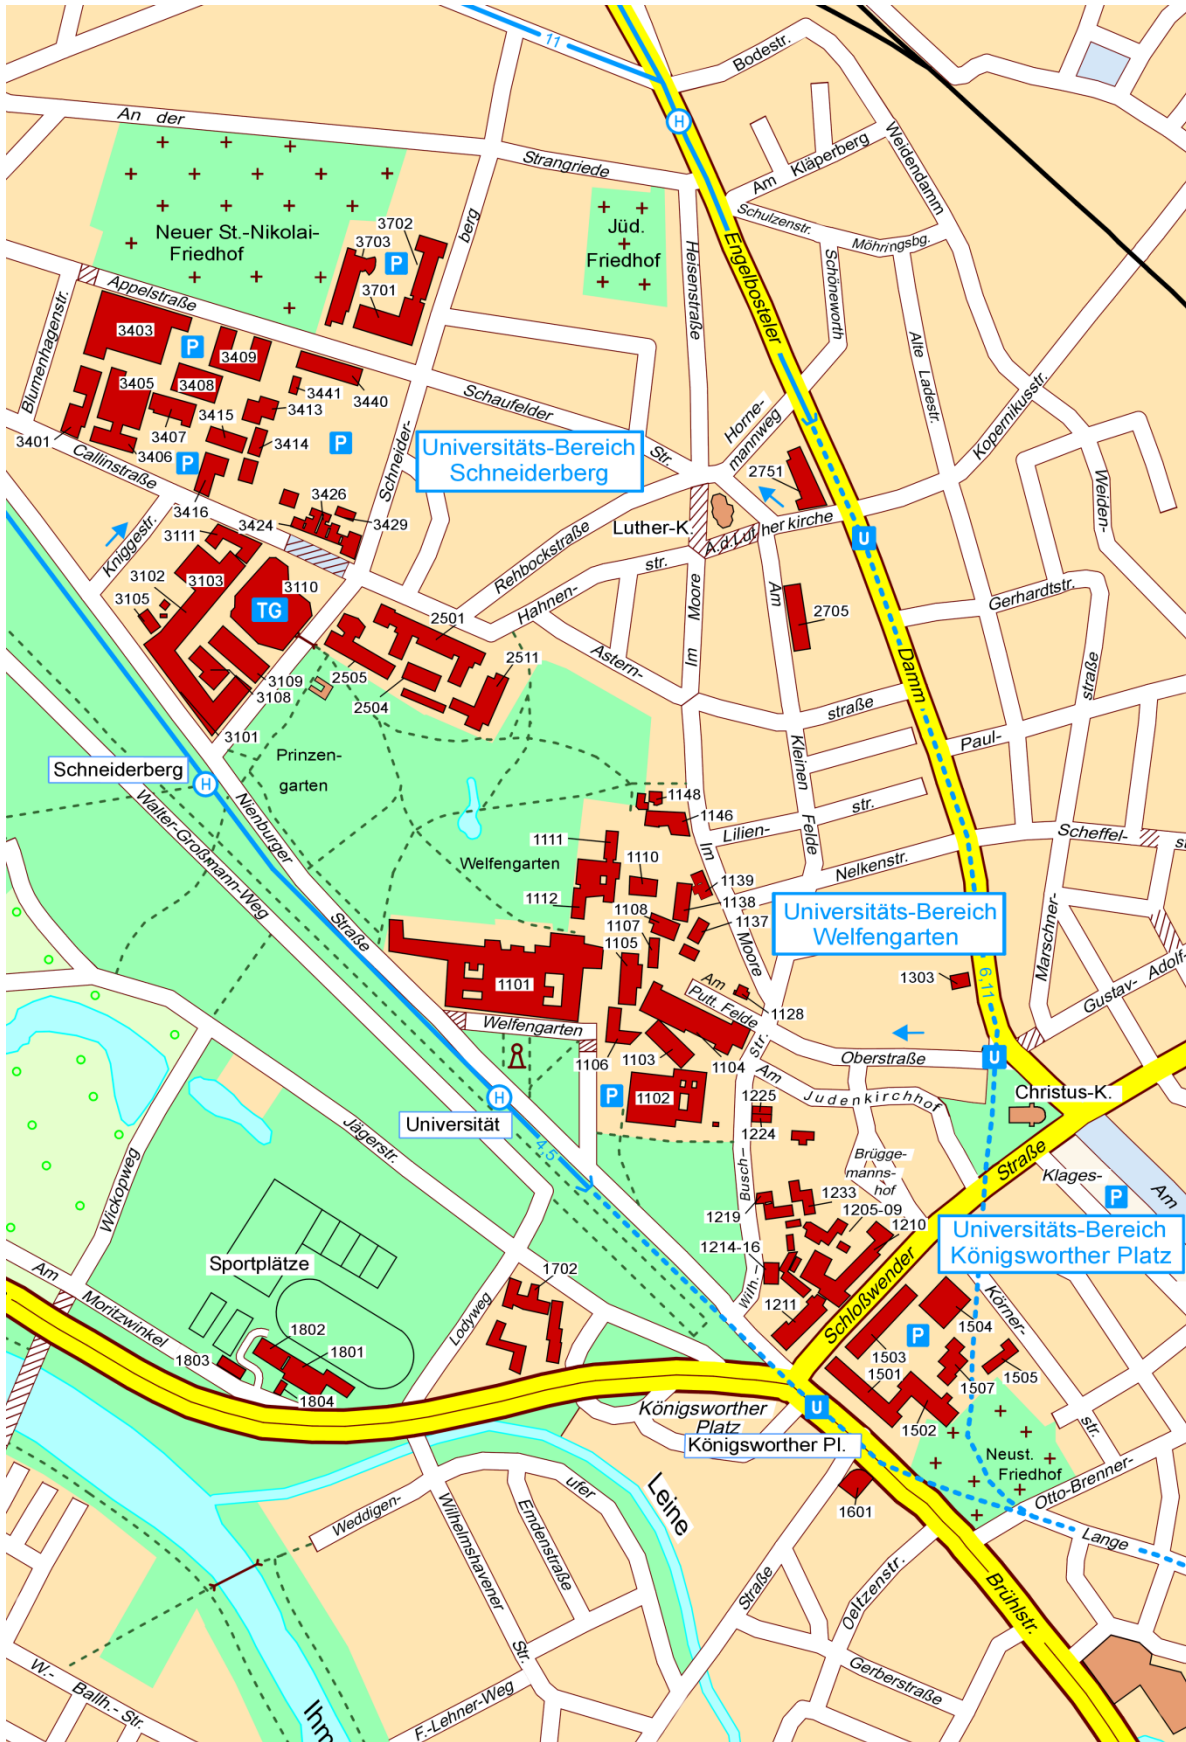 11
Bodestr.
H
An der
Strangriede
Weidendamm
Am Kläperberg
Schulzenstr.
Möhringsbg.
Neuer St.-Nikolai-
Friedhof
3702
3703
P
3701
berg
Jüd.
Friedhof
Heisenstraße
Engelbosteler
Schöneworth
Alte Ladestr.
Kopernikusstr.
Appelstraße
Blumenhagenstr.
3403
P
3409
3408
3405
3441
3440
3413
3415
3414
3407
3401
3406
P
P
Callinstraße
Schneider-
Schaufelder
Str.
Horne-
mannweg
Universitäts-Bereich
Schneiderberg
2751
Weiden-
straße
3416
3426
3429
3424
Kniggestr.
3111
3102
3103
3110
3105
TG
3109
3108
3101
Luther-K.
A.d.Lutherkirche
U
Rehbockstraße
Hahnen-
str.
Im
Moore
Am
2705
Gerhardtstr.
2501
2511
2505
2504
Astern-
straße
Damm
Paul-
str.
Kleinen
Felde
Prinzen-
garten
Schneiderberg
H
Walter-Großmann-Weg
Nienburger
Straße
Welfengarten
1148
1146
1111
1110
1112
Lilien-
Im
Moore
Nelkenstr.
Scheffel-
1139
1138
1108
1137
1107
1105
Universitäts-Bereich
Welfengarten
Marschner-
Gustav-
Adolf-
1101
Am
Putt. Felde
1128
1303
6,11
Welfengarten
1106
1103
1104
str.
Oberstraße
U
1102
P
Am
Judenkirchhof
Christus-K.
H
Universität
4,5
1225
1224
Jägerstr.
Wickopweg
Busch-
Wilh.-
Brügge-
manns-
hof
Straße
Klages-
P
Am
1233
1219
1205-09
1210
1214-16
1211
Universitäts-Bereich
Königsworther Platz
Sportplätze
Am
Moritzwinkel
1702
Lodyweg
Schloßwender
1504
P
1503
1501
1505
1507
1502
Körner-
str.
1802
1801
1803
1804
Königsworther
Platz
U
Königsworther Pl.
Neust.
Friedhof
Otto-Brenner-
Lange
1601
Leine
ufer
Weddigen-
Wilhelmshavener
Str.
Emdenstraße
Straße
Oeltzenstr.
Brühlstr.
Gerberstraße
F.-Lehner-Weg
W.- Ballh.- Str.